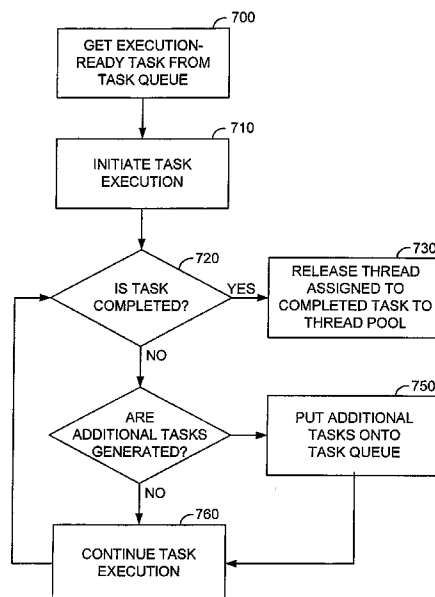 700
GET EXECUTION-
READY TASK FROM
TASK QUEUE
710
INITIATE TASK
EXECUTION
720
IS TASK
COMPLETED?
YES
730
RELEASE THREAD
ASSIGNED TO
COMPLETED TASK TO
THREAD POOL
NO
ARE
ADDITIONAL TASKS
GENERATED?
750
PUT ADDITIONAL
TASKS ONTO
TASK QUEUE
NO
760
CONTINUE TASK
EXECUTION